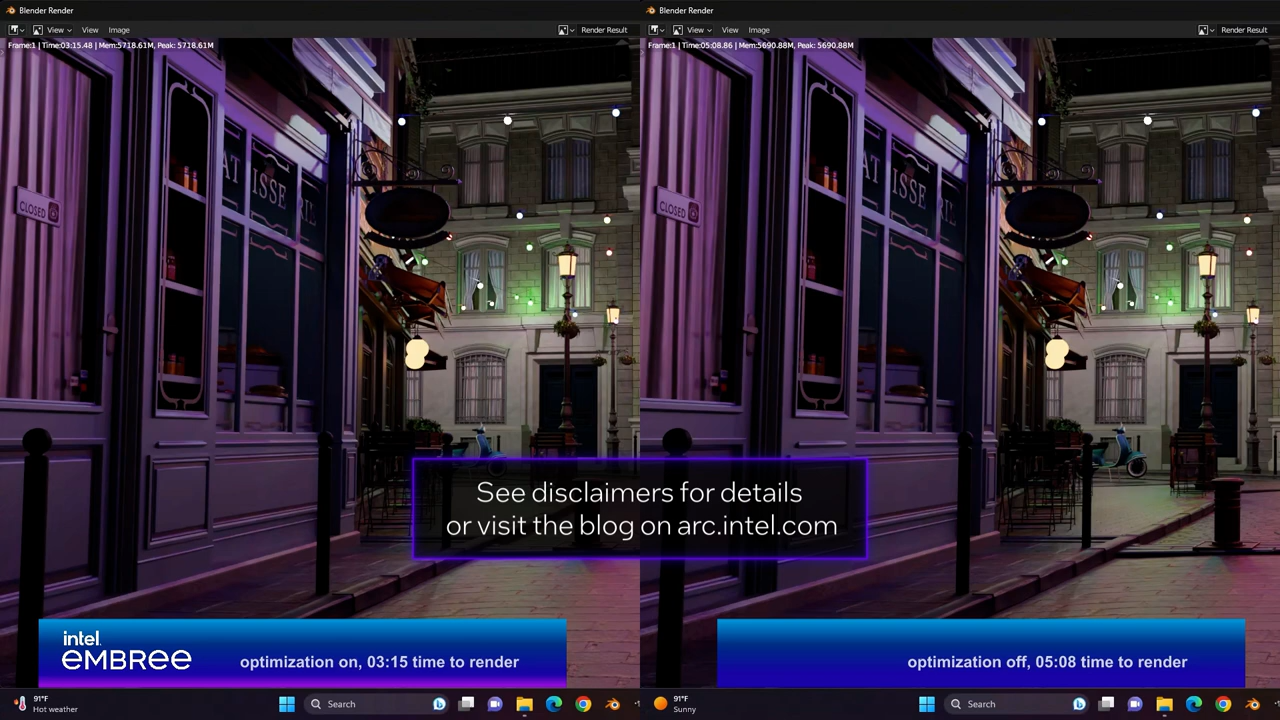 Blender Render
View
View
Image
Render Result
Frame:1 | Time:03:15.48 | Mem:5718.61M, Peak: 5718.61M
CLOSED
ISSE
Blender Render
View
View
Image
Render Result
Frame:1 | Time:05:08.86 | Mem:5690.88M, Peak: 5690.88M
CLOSED
ISSE
See disclaimers for details
or visit the blog on arc.intel.com
intel.
EMBREE
optimization on, 03:15 time to render
optimization off, 05:08 time to render
91°F
Hot weather
Search
91°F
Sunny
Search